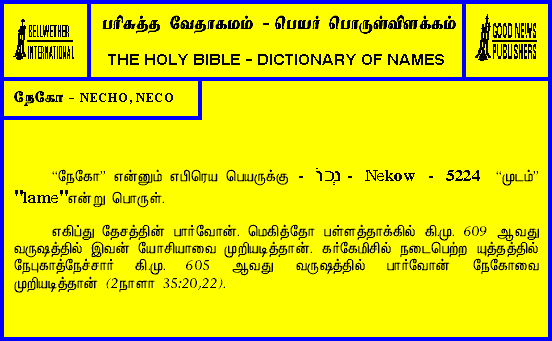 BELLWETHER
INTERNATIONAL
பரிசுத்த வேதாகமம் - பெயர் பொருள்விளக்கம்
THE HOLY BIBLE - DICTIONARY OF NAMES
GOOD NEWS
PUBLISHERS
நேகோ - NECHO, NECO
“நேகோ” என்னும் எபிரெய பெயருக்கு - נְכוֹ - Nekow - 5224 “முடம்”
"lame"என்று பொருள்.
எகிப்து தேசத்தின் பார்வோன். மெகித்தோ பள்ளத்தாக்கில் கி.மு. 609 ஆவது
வருஷத்தில் இவன் யோசியாவை முறியடித்தான். கர்கேமிசில் நடைபெற்ற யுத்தத்தில்
நேபுகாத்நேச்சார் கி.மு. 605 ஆவது வருஷத்தில் பார்வோன் நேகோவை
முறியடித்தான் (2நாளா 35:20,22).